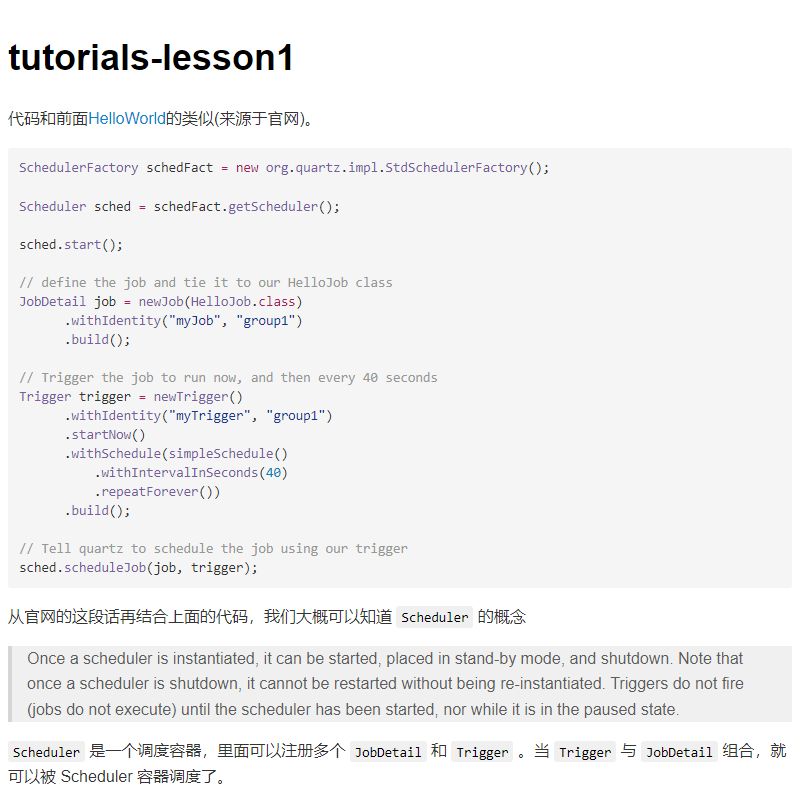 tutorials-lesson1
代码和前面HelloWorld的类似(来源于官网)。
SchedulerFactory schedFact = new org.quartz.impl.StdSchedulerFactory();
Scheduler sched = schedFact.getScheduler();
sched.start();
// define the job and tie it to our HelloJob class
JobDetail job = newJob(HelloJob.class)
.withIdentity("myJob", "group1")
.build();
// Trigger the job to run now, and then every 40 seconds
Trigger trigger = newTrigger()
.withIdentity("myTrigger", "group1")
.startNow()
.withSchedule(simpleSchedule()
.withIntervalInSeconds(40)
.repeatForever())
.build();
// Tell quartz to schedule the job using our trigger
sched.scheduleJob(job, trigger);
从官网的这段话再结合上面的代码，我们大概可以知道 Scheduler 的概念
Once a scheduler is instantiated, it can be started, placed in stand-by mode, and shutdown. Note that
once a scheduler is shutdown, it cannot be restarted without being re-instantiated. Triggers do not fire
(jobs do not execute) until the scheduler has been started, nor while it is in the paused state.
Scheduler 是一个调度容器，里面可以注册多个 JobDetail 和 Trigger 。当 Trigger 与 JobDetail 组合，就
可以被 Scheduler 容器调度了。